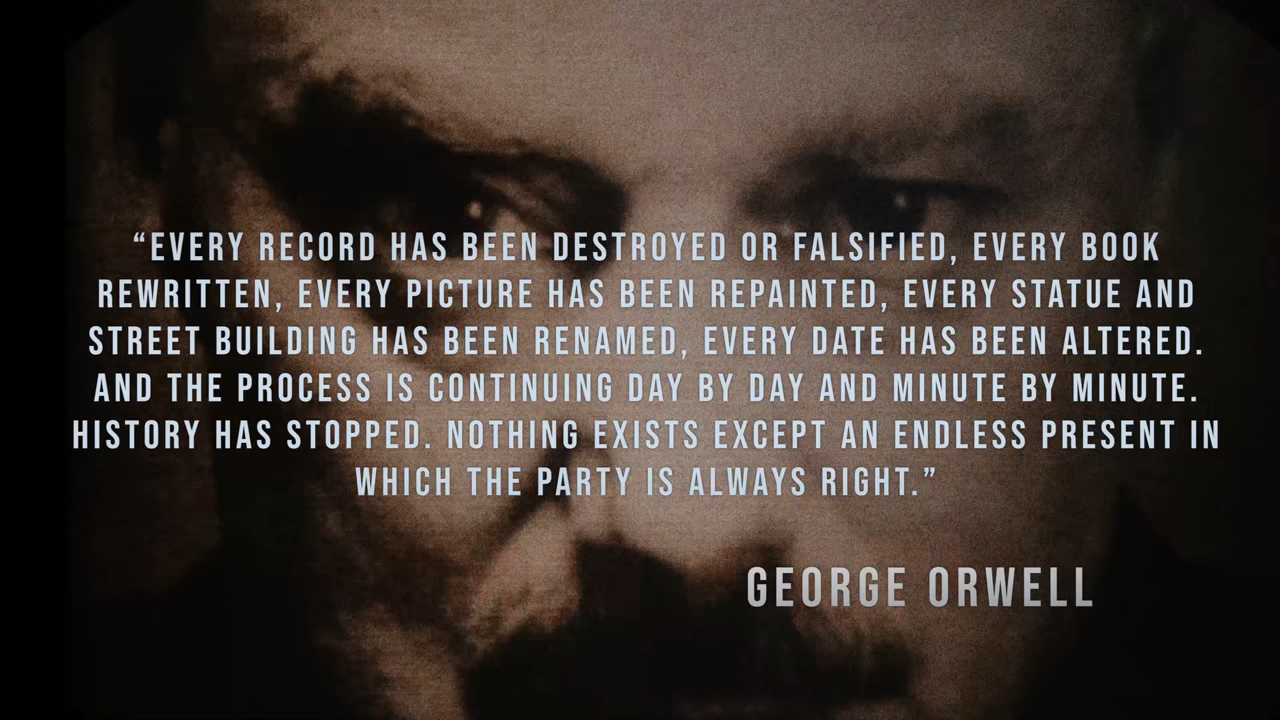 “EVERY RECORD HAS BEEN DESTROYED OR FALSIFIED, EVERY BOOK
REWRITTEN, EVERY PICTURE HAS BEEN REPAINTED, EVERY STATUE AND
STREET BUILDING HAS BEEN RENAMED, EVERY DATE HAS BEEN ALTERED.
AND THE PROCESS IS CONTINUING DAY BY DAY AND MINUTE BY MINUTE.
HISTORY HAS STOPPED. NOTHING EXISTS EXCEPT AN ENDLESS PRESENT IN
WHICH THE PARTY IS ALWAYS RIGHT.”
GEORGE ORWELL